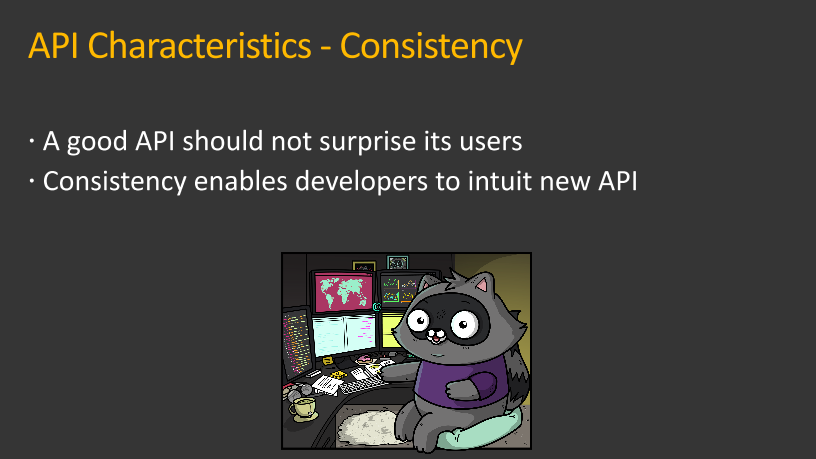 API Characteristics - Consistency
· A good API should not surprise its users
· Consistency enables developers to intuit new API